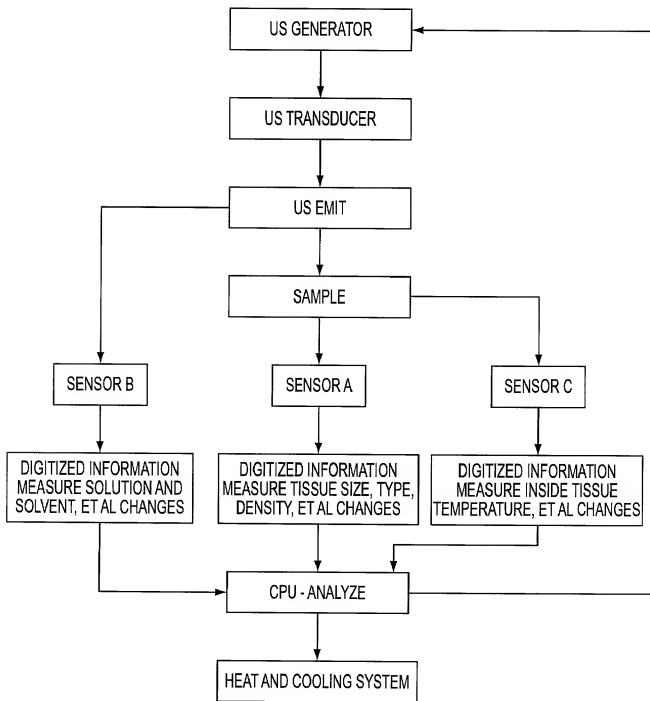 US GENERATOR
US TRANSDUCER
US EMIT
SAMPLE
SENSOR B
SENSOR A
SENSOR C
DIGITIZED INFORMATION
MEASURE SOLUTION AND
SOLVENT, ET AL CHANGES
DIGITIZED INFORMATION
MEASURE TISSUE SIZE, TYPE,
DENSITY, ET AL CHANGES
DIGITIZED INFORMATION
MEASURE INSIDE TISSUE
TEMPERATURE, ET AL CHANGES
CPU - ANALYZE
HEAT AND COOLING SYSTEM